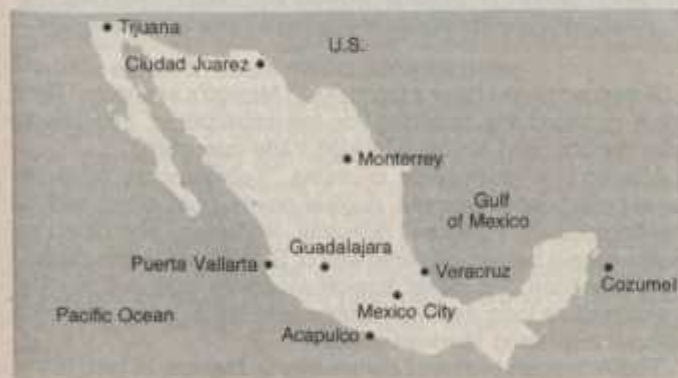 Tijuana
U.S.
Ciudad Juarez
Monterrey
Gulf
of Mexico
Guadalajara
Puerta Vallarta
Veracruz
Cozumel
Mexico City
Pacific Ocean
Acapulco